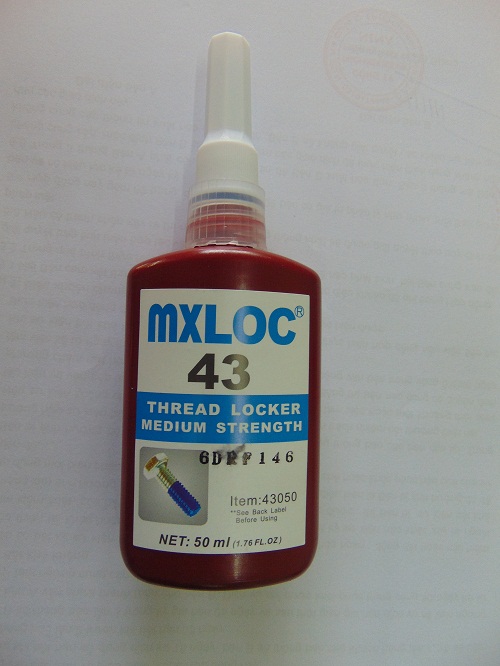 MXLOC®
43
THREAD LOCKER
MEDIUM STRENGTH
6DRF146
Item:43050
**See Back Label
Before Using
NET: 50 ml (1.76 FL.OZ)